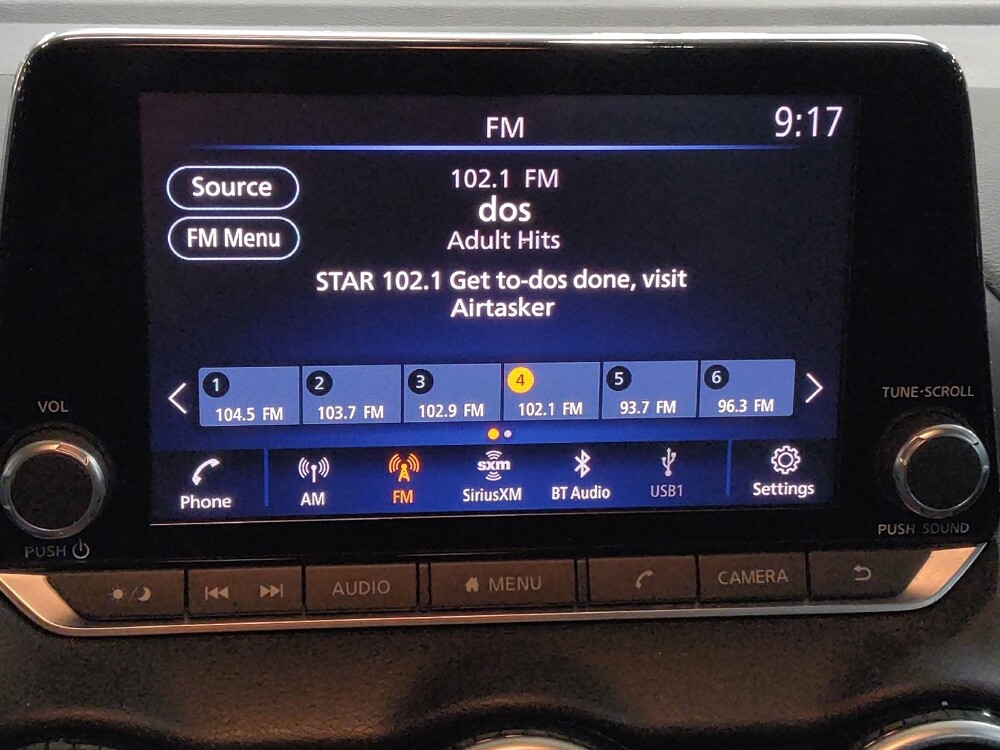 FM
9:17
Source
FM Menu
102.1 FM
dos
Adult Hits
STAR 102.1 Get to-dos done, visit
Airtasker
1
104.5 FM
2
103.7 FM
3
102.9 FM
4
102.1 FM
5
93.7 FM
6
96.3 FM
VOL
TUNE·SCROLL
Phone
AM
FM
sxm
SiriusXM
BT Audio
USB1
Settings
PUSH
PUSH SOUND
AUDIO
MENU
CAMERA